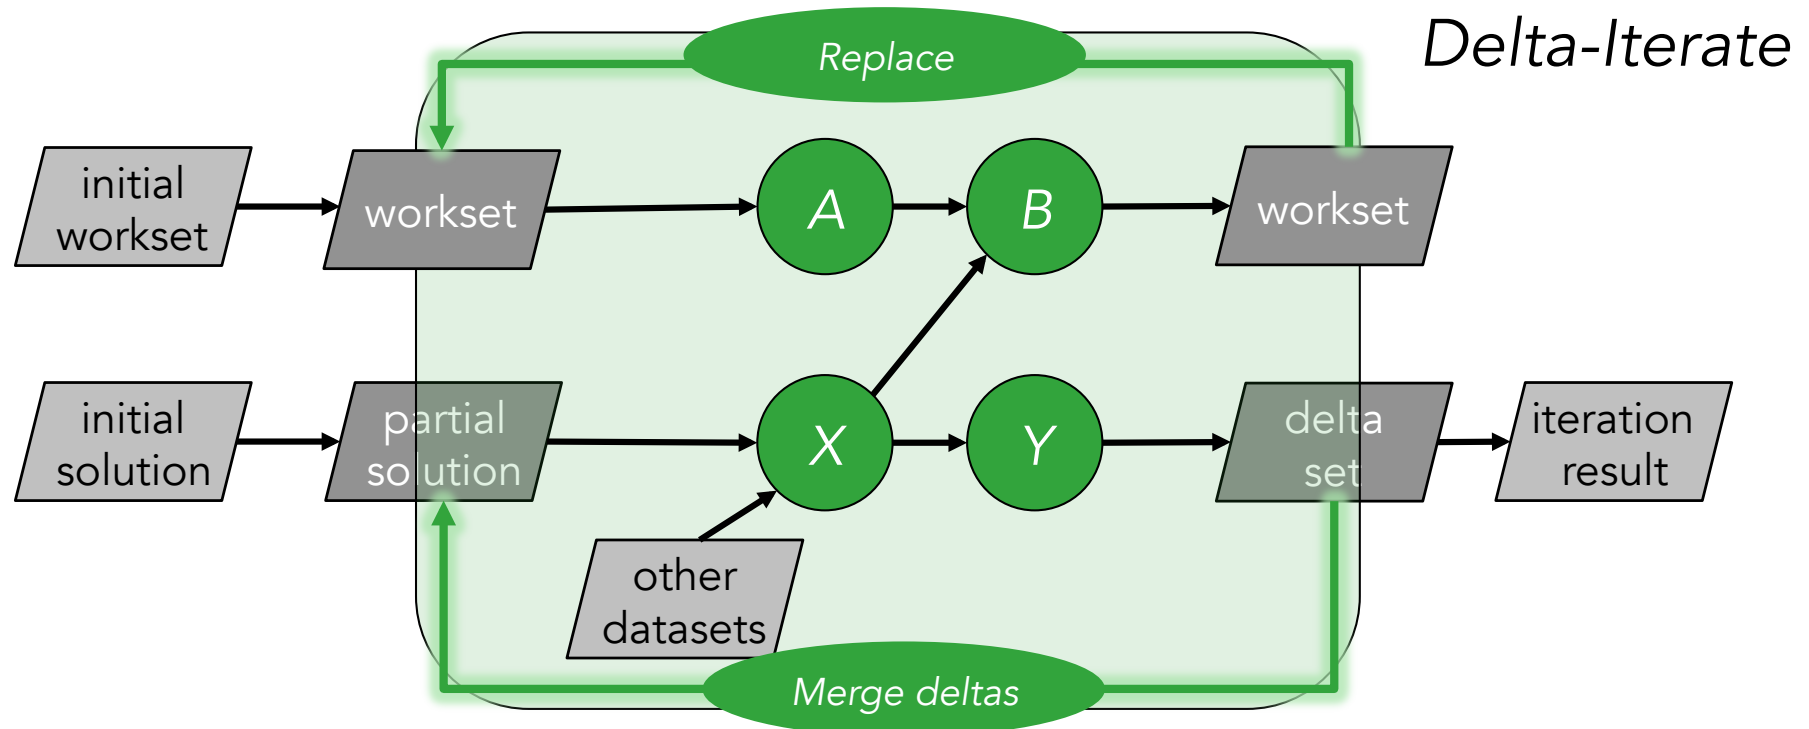 Delta-Iterate
Replace
initial
workset
workset
A
B
workset
initial
solution
partial
solution
X
Y
delta
set
iteration
result
other
datasets
Merge deltas